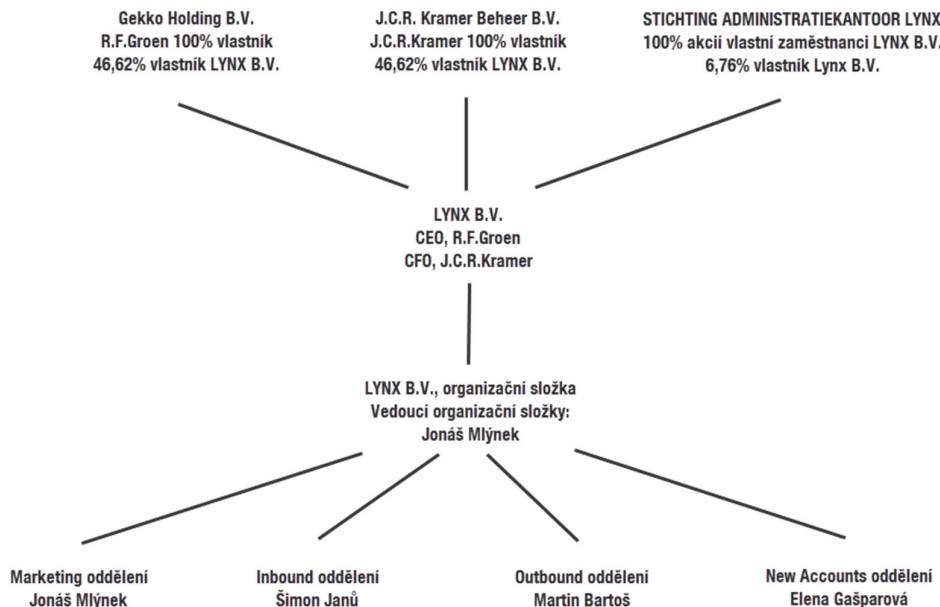 Gekko Holding B.V.
R.F.Groen 100% vlastník
46,62% vlastník LYNX B.V.
J.C.R. Kramer Beheer B.V.
J.C.R.Kramer 100% vlastník
46,62% vlastník LYNX B.V.
STICHTING ADMINISTRATIEKANTOOR LYNX
100% akcií vlastní zaměstnanci LYNX B.V.
6,76% vlastník Lynx B.V.
LYNX B.V.
CEO, R.F.Groen
CFO, J.C.R.Kramer
LYNX B.V., organizační složka
Vedoucí organizační složky:
Jonáš Mlýnek
Marketing oddělení
Jonáš Mlýnek
Inbound oddělení
Šimon Janů
Outbound oddělení
Martin Bartoš
New Accounts oddělení
Elena Gašparová